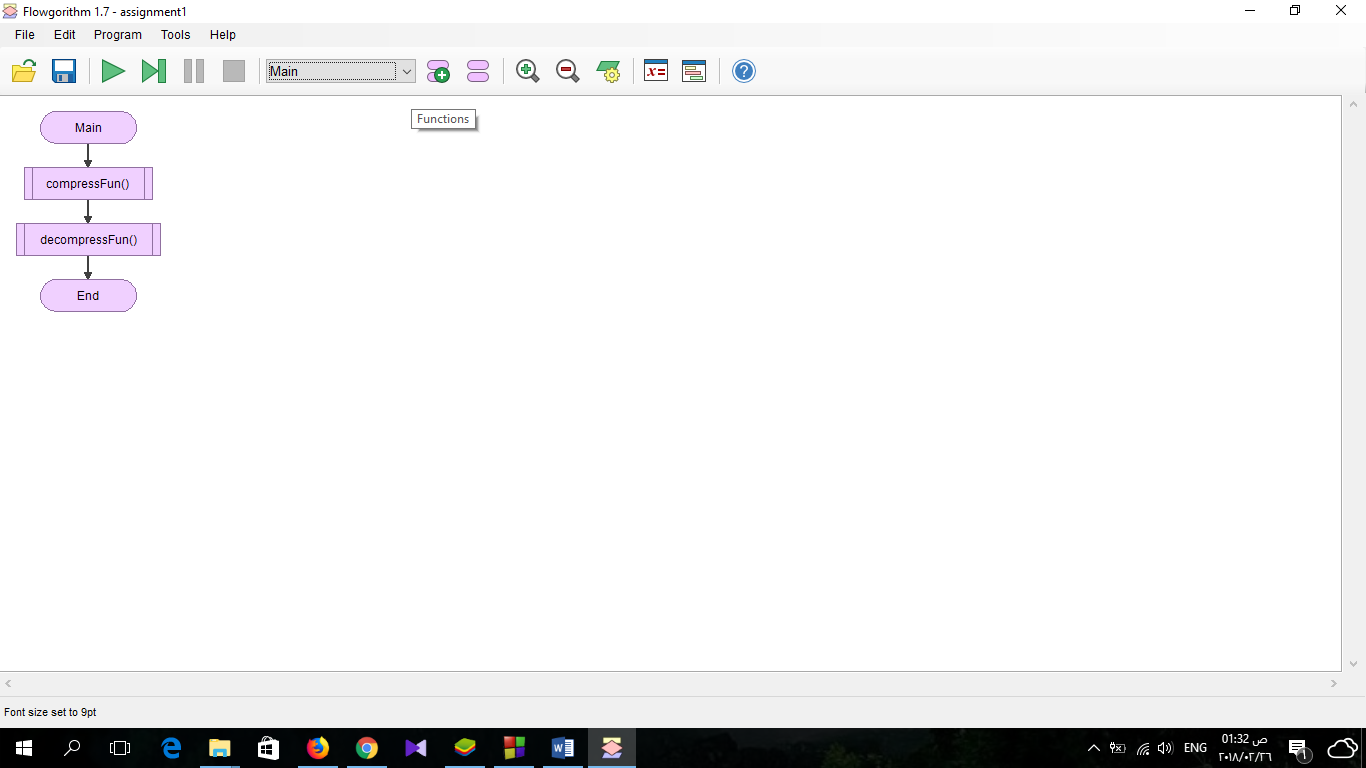 Flowgorithm 1.7 - assignment1
File Edit Program Tools Help
Main
x=
?
Functions
Main
compressFun()
decompressFun()
End
Font size set to 9pt
ENG
01:32 ص
٢٠١٨/٠٢/٢٦
1